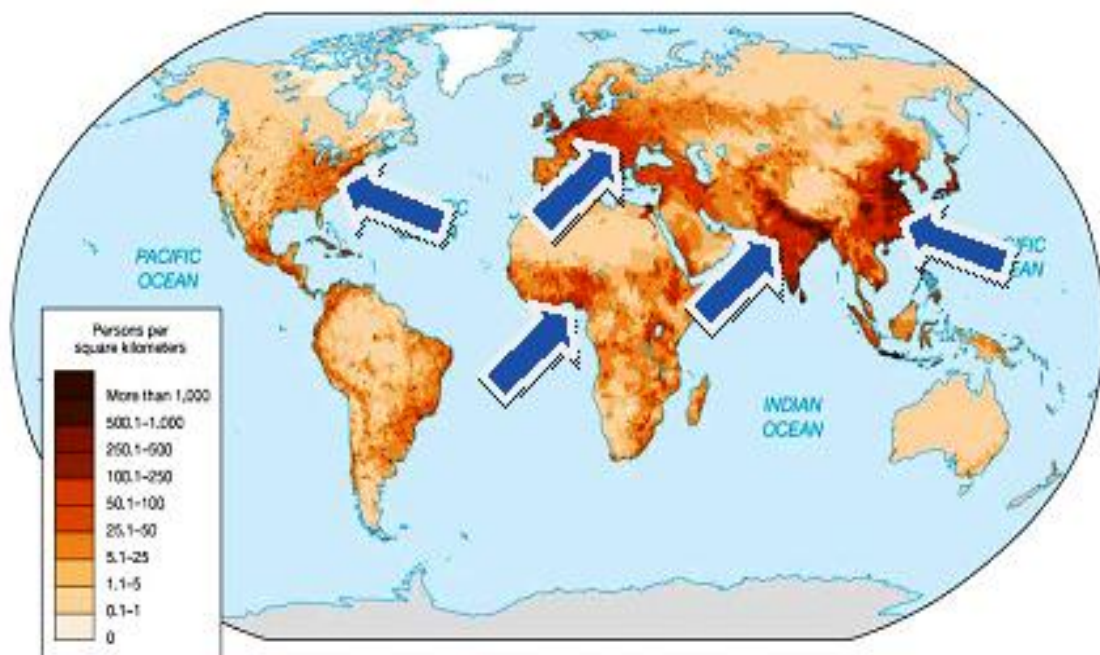 PACIFIC
OCEAN
CIFIC
EAN
INDIAN
OCEAN
Persons per
square kilometers
More than 1,000
500.1-1,000
250.1-500
100.1-250
50.1-100
25.1-50
5.1-25
1.1-5
0.1-1
0